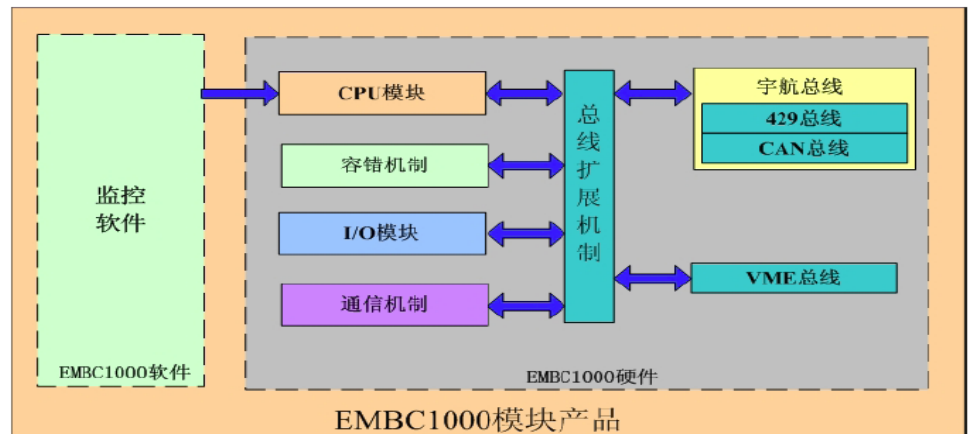 监控
软件
EMBC1000软件
CPU模块
容错机制
I/O模块
通信机制
总线扩展机制
宇航总线
429总线
CAN总线
VME总线
EMBC1000硬件
EMBC1000模块产品